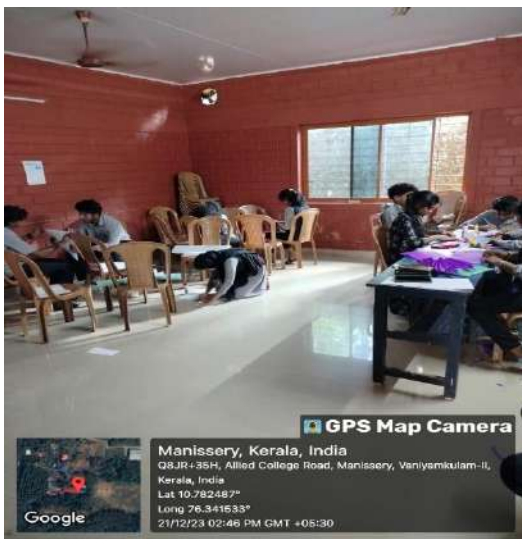 GPS Map Camera
Manissery, Kerala, India
Q8JR+35H, Allied College Road, Manissery, Vaniyamkulam-II,
Kerala, India
Lat 10.782487°
Long 76.341533°
21/12/23 02:46 PM GMT +05:30
Google